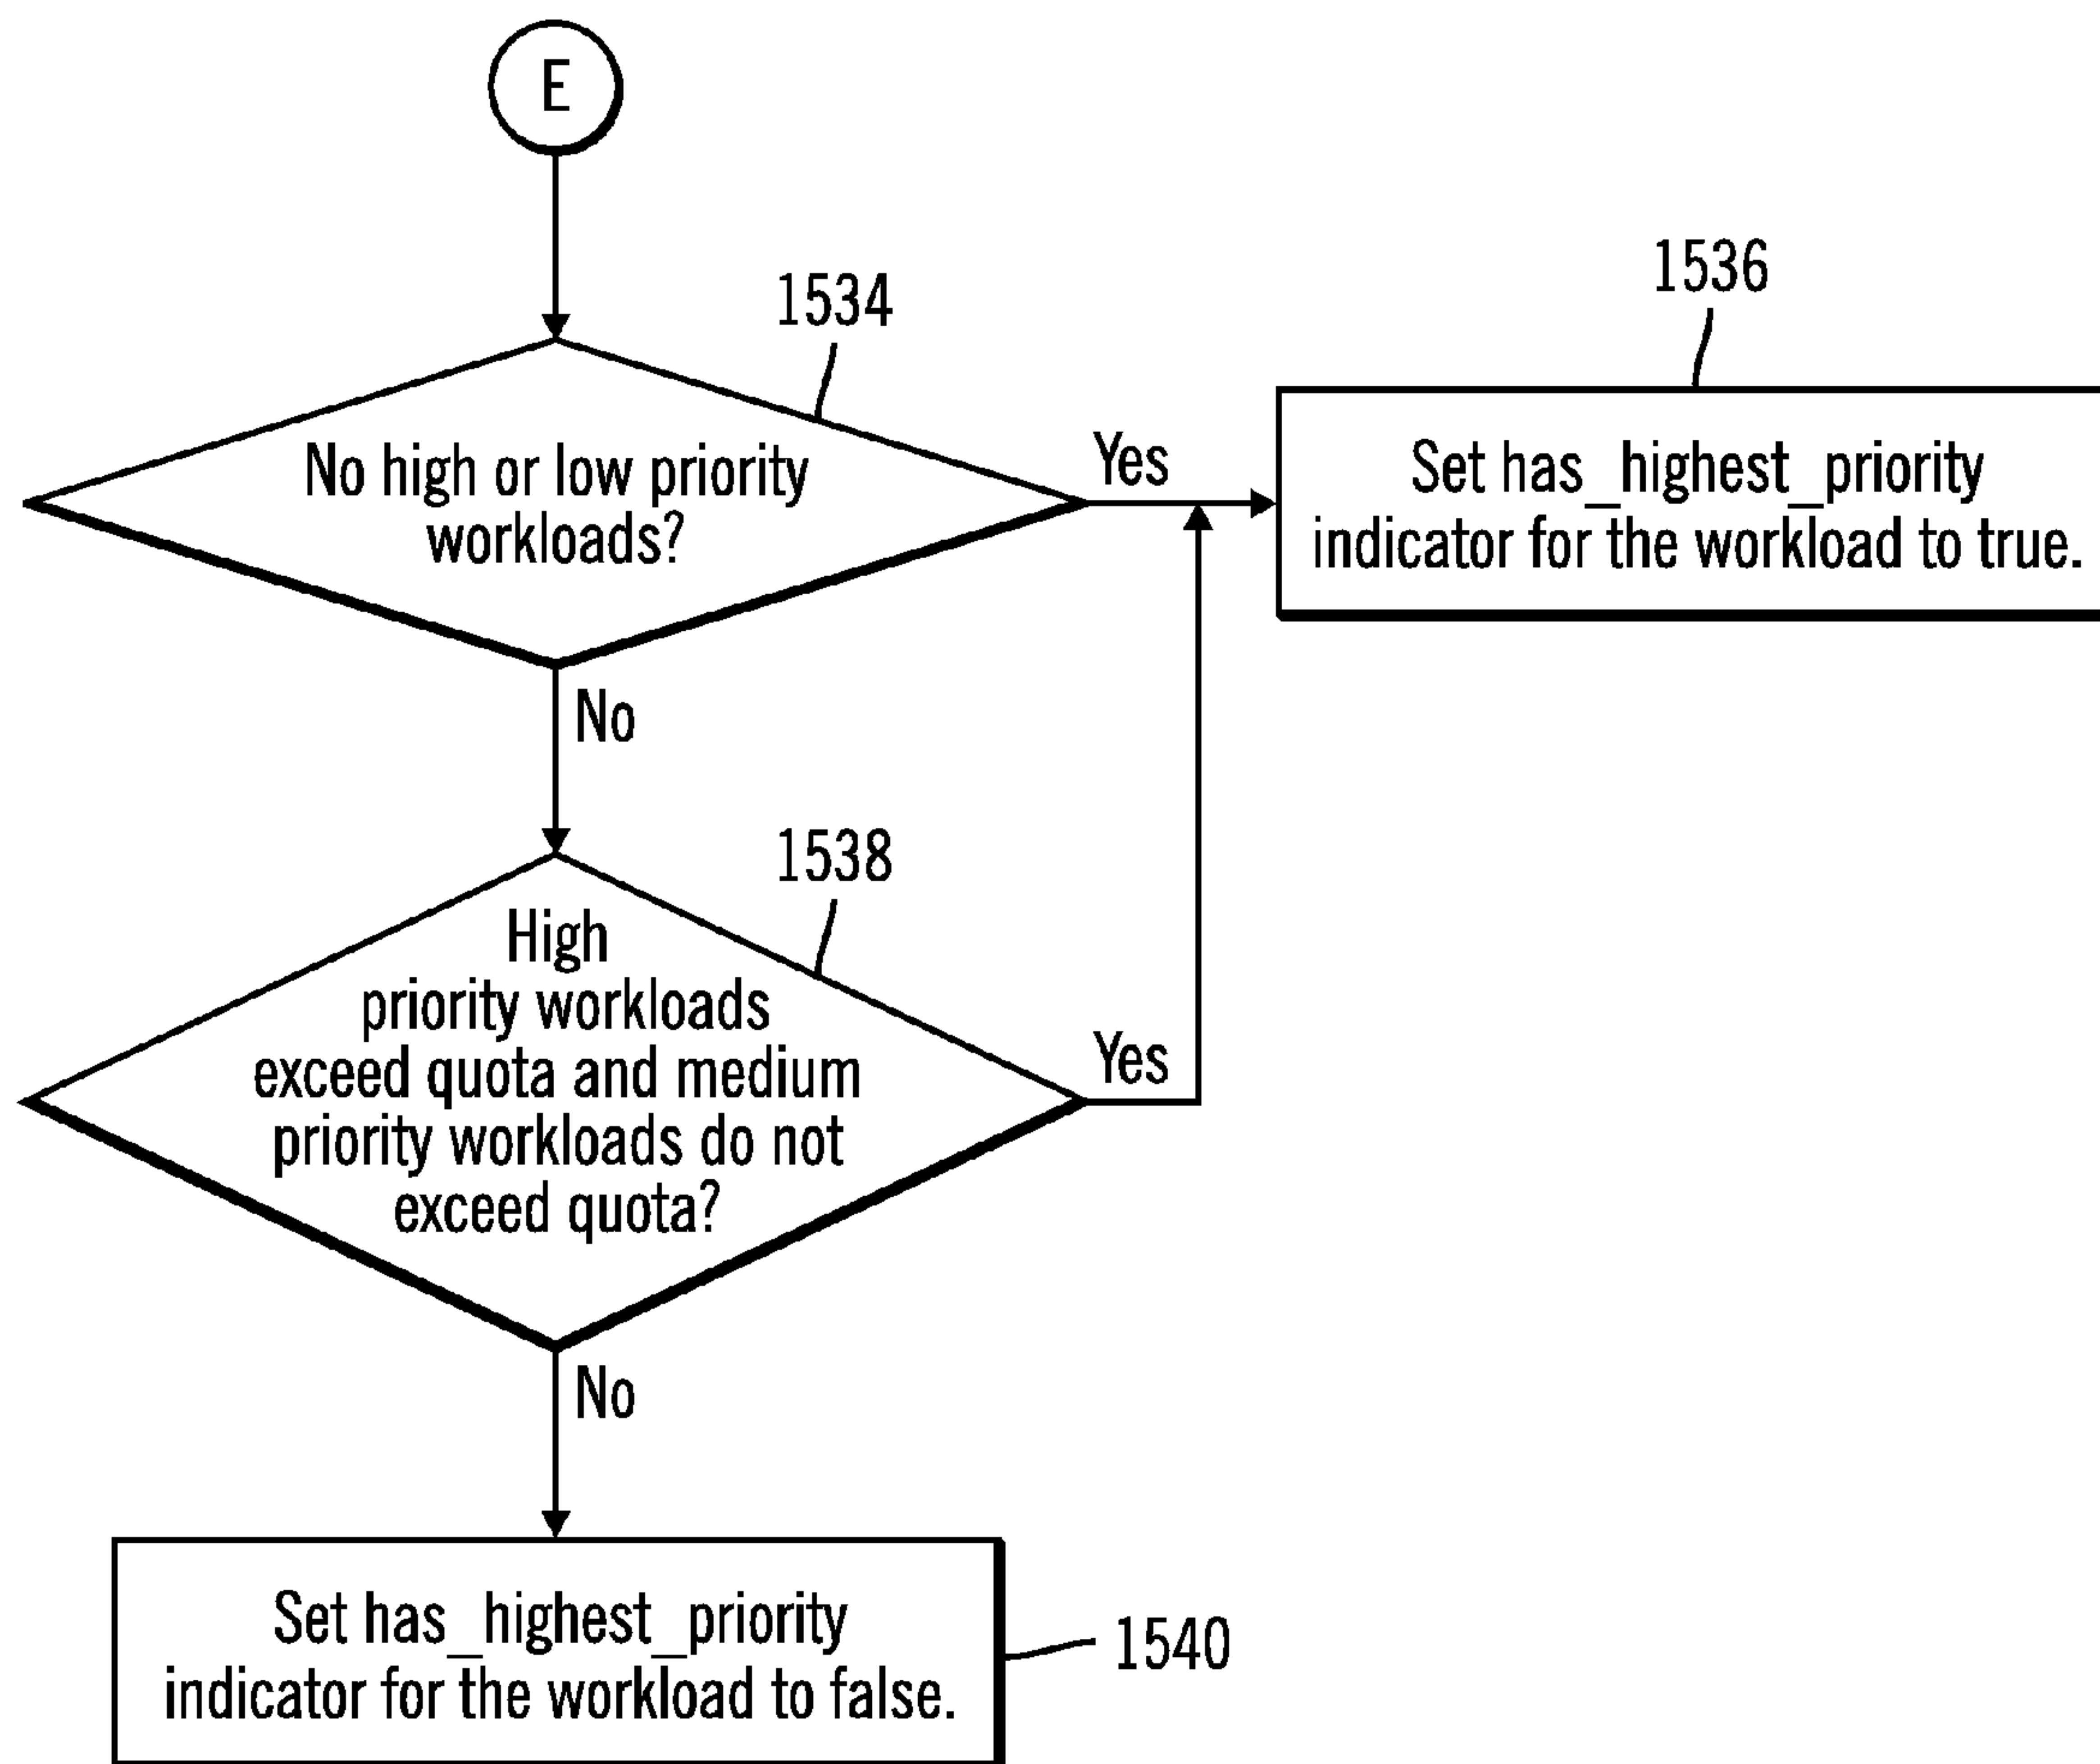 E
1534
No high or low priority
workloads?
Yes
1536
Set has_highest_priority
indicator for the workload to true.
No
1538
High
priority workloads
exceed quota and medium
priority workloads do not
exceed quota?
Yes
No
Set has_highest_priority
indicator for the workload to false.
1540